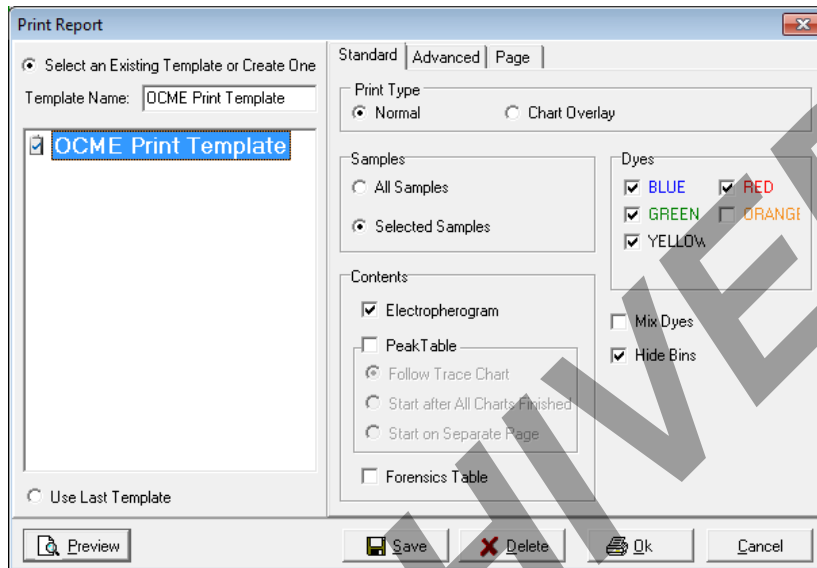 Print Report
Select an Existing Template or Create One
Template Name: OCME Print Template
OCME Print Template
Use Last Template
Preview
Standard Advanced Page
Print Type
Normal Chart Overlay
Samples
All Samples
Selected Samples
Dyes
BLUE RED
GREEN ORANGE
YELLOW
Contents
Electropherogram
PeakTable
Follow Trace Chart
Start after All Charts Finished
Start on Separate Page
Forensics Table
Mix Dyes
Hide Bins
Save Delete Ok Cancel
HIVE